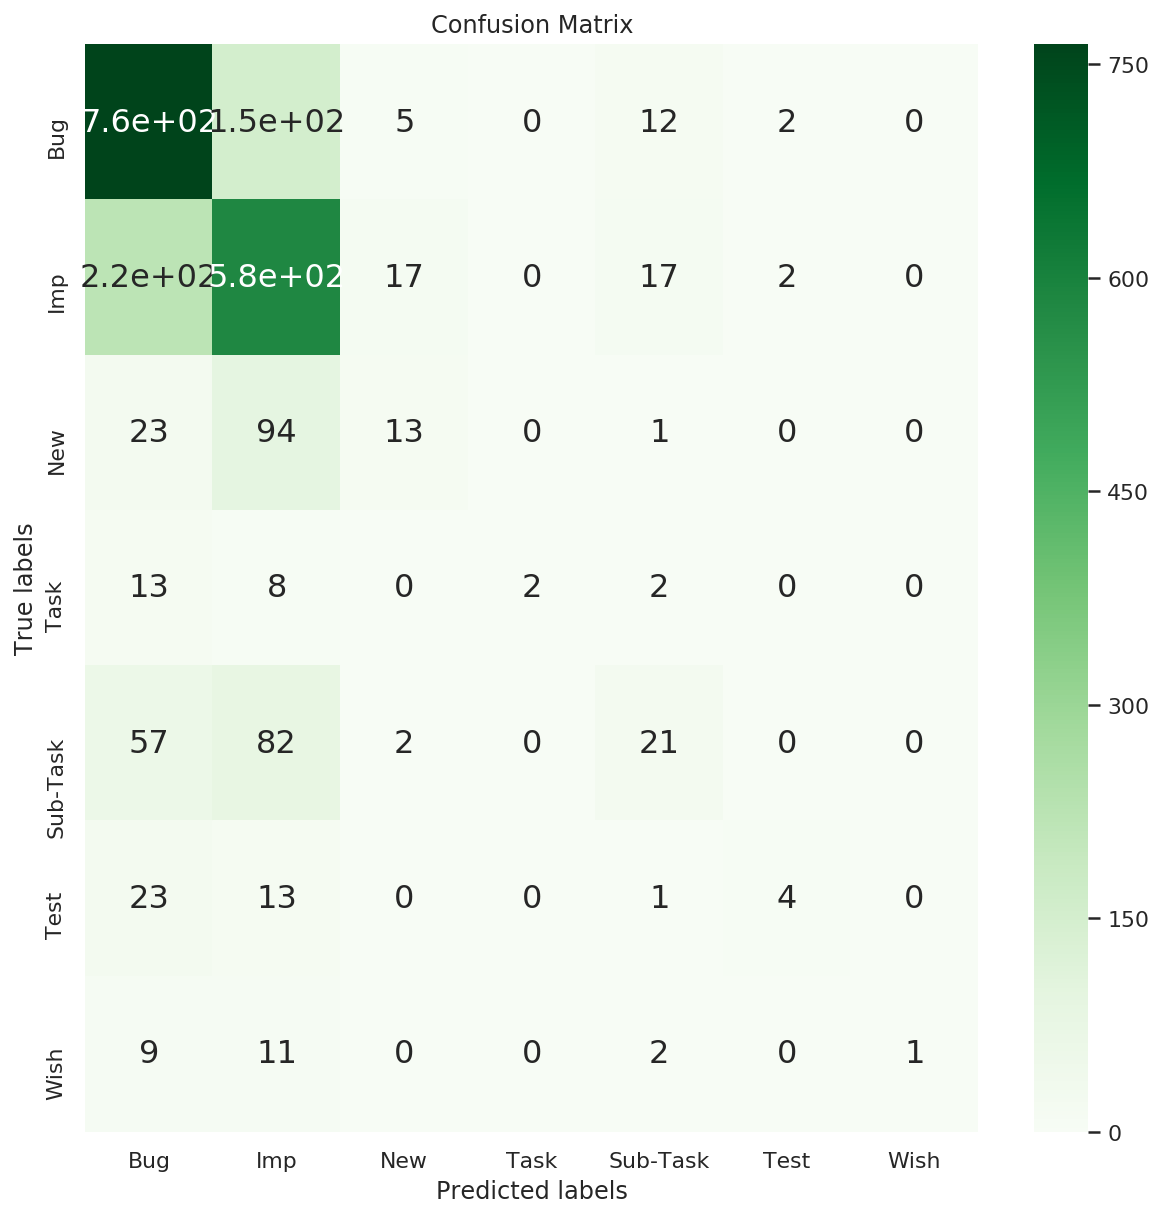 Confusion Matrix
Bug 7.6e+02 1.5e+02 5 0 12 2 0
Imp 2.2e+02 5.8e+02 17 0 17 2 0
New 23 94 13 0 1 0 0
Task 13 8 0 2 2 0 0
Sub-Task 57 82 2 0 21 0 0
Test 23 13 0 0 1 4 0
Wish 9 11 0 0 2 0 1
True labels
Bug Imp New Task Sub-Task Test Wish
Predicted labels
750
600
450
300
150
0